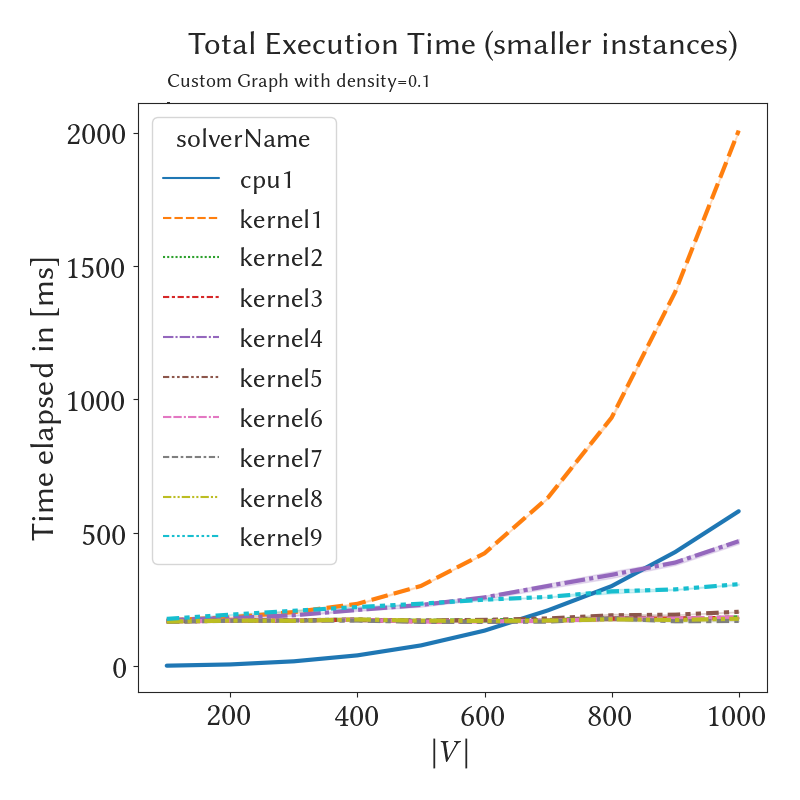 Total Execution Time (smaller instances)
Custom Graph with density=0.1
solverName
cpu1
kernel1
kernel2
kernel3
kernel4
kernel5
kernel6
kernel7
kernel8
kernel9
Time elapsed in [ms]
2000
1500
1000
500
0
200 400 600 800 1000
|V|